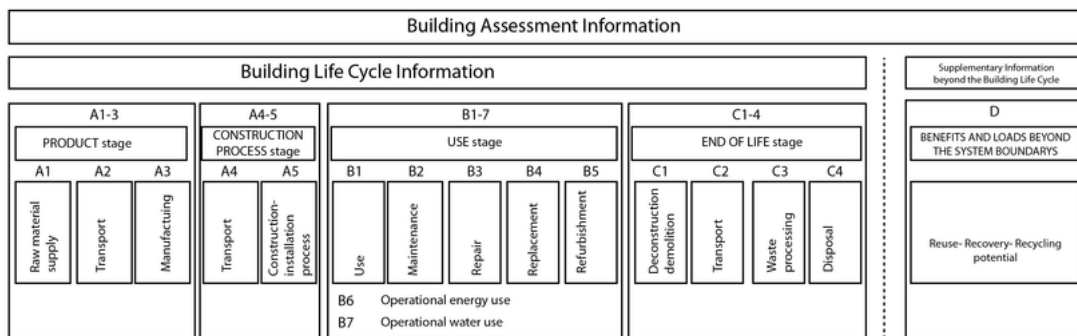 Building Assessment Information
Building Life Cycle Information
Supplementary Information
beyond the Building Life Cycle
A1-3
PRODUCT stage
A1
A2
A3
Raw material
supply
Transport
Manufactuing
A4-5
CONSTRUCTION
PROCESS stage
A4
A5
Transport
Construction-
installation
process
B1-7
USE stage
B1
B2
B3
B4
B5
Use
Maintenance
Repair
Replacement
Refurbishment
B6 Operational energy use
B7 Operational water use
C1-4
END OF LIFE stage
C1
C2
C3
C4
Deconstruction
demolition
Transport
Waste
processing
Disposal
D
BENEFITS AND LOADS BEYOND
THE SYSTEM BOUNDARYS
Reuse- Recovery- Recycling
potential